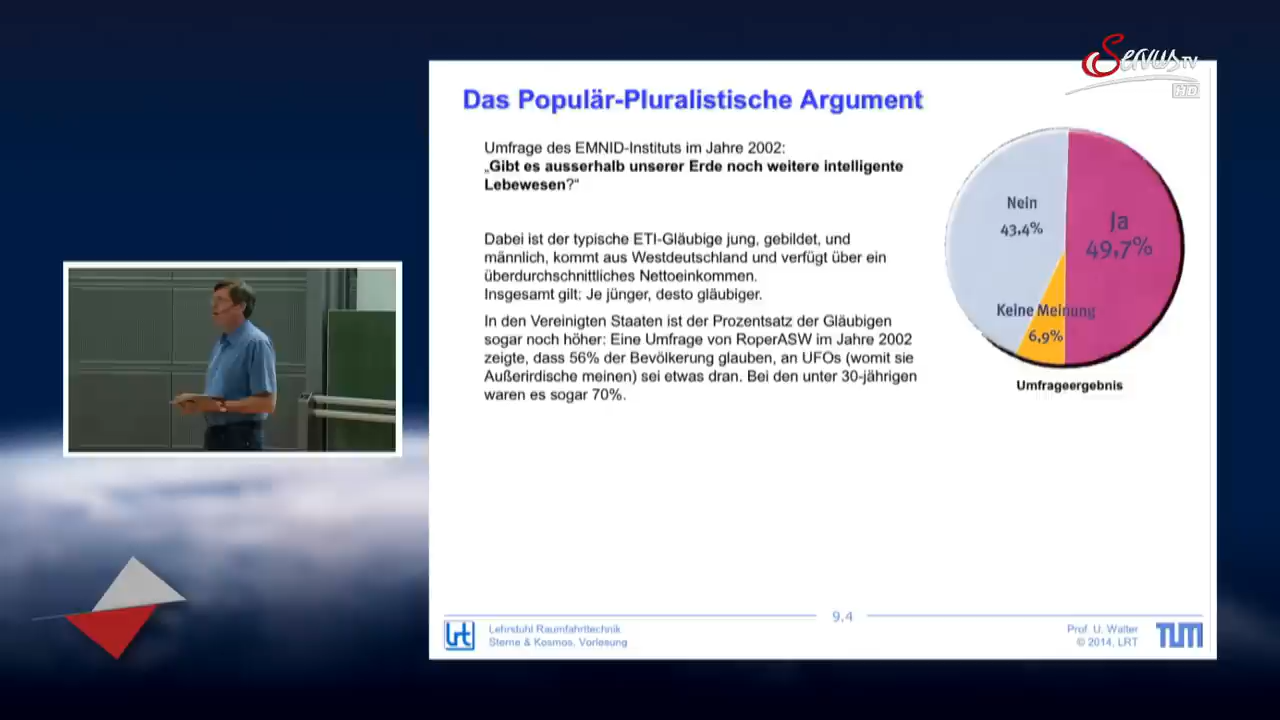 Servus TV
HD
Das Populär-Pluralistische Argument
Umfrage des EMNID-Instituts im Jahre 2002:
„Gibt es ausserhalb unserer Erde noch weitere intelligente
Lebewesen?“
Dabei ist der typische ETI-Gläubige jung, gebildet, und
männlich, kommt aus Westdeutschland und verfügt über ein
überdurchschnittliches Nettoeinkommen.
Insgesamt gilt: Je jünger, desto gläubiger.
In den Vereinigten Staaten ist der Prozentsatz der Gläubigen
sogar noch höher: Eine Umfrage von RoperASW im Jahre 2002
zeigte, dass 56% der Bevölkerung glauben, an UFOs (womit sie
Außerirdische meinen) sei etwas dran. Bei den unter 30-jährigen
waren es sogar 70%.
Nein
43,4%
Ja
49,7%
Keine Meinung
6,9%
Umfrageergebnis
9.4
lrt
Lehrstuhl Raumfahrttechnik
Sterne & Kosmos, Vorlesung
Prof. U. Walter
© 2014, LRT
TUM